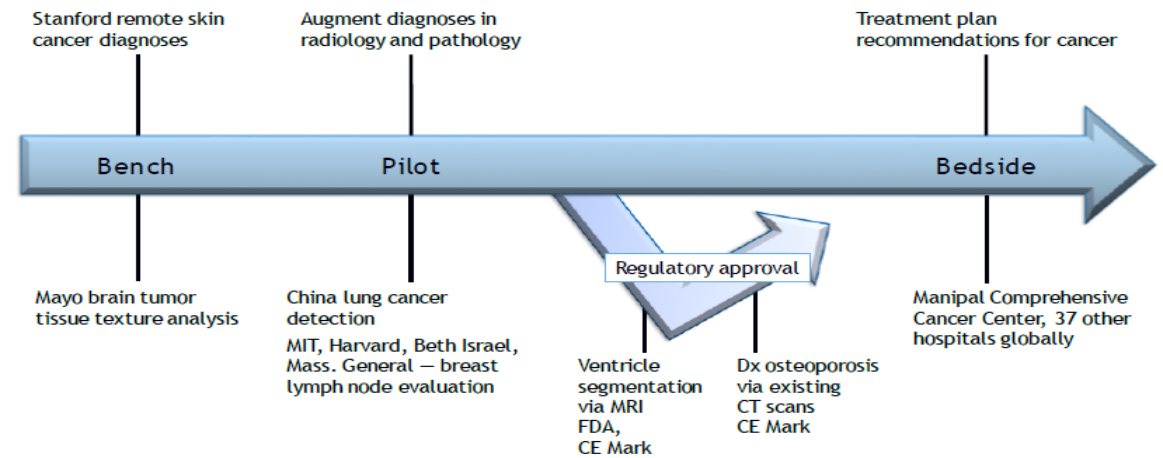 Stanford remote skin
cancer diagnoses
Augment diagnoses in
radiology and pathology
Treatment plan
recommendations for cancer
Bench
Pilot
Bedside
Regulatory approval
Mayo brain tumor
tissue texture analysis
China lung cancer
detection
MIT, Harvard, Beth Israel,
Mass. General — breast
lymph node evaluation
Ventricle
segmentation
via MRI
FDA,
CE Mark
Dx osteoporosis
via existing
CT scans
CE Mark
Manipal Comprehensive
Cancer Center, 37 other
hospitals globally